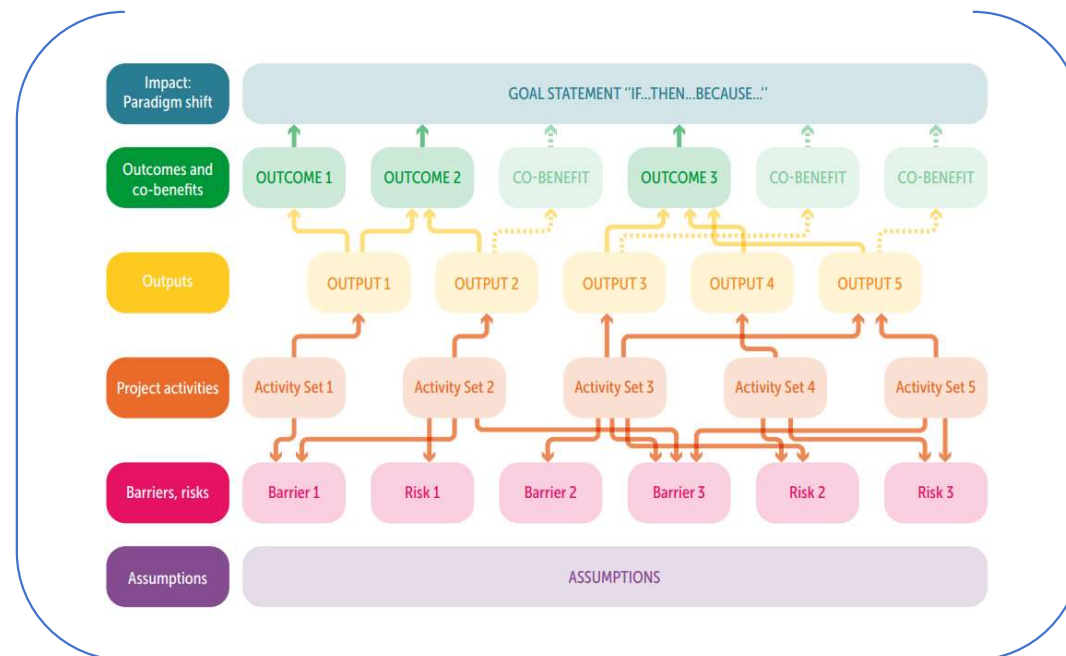 Impact:
Paradigm shift
GOAL STATEMENT "IF...THEN...BECAUSE..."
Outcomes and
co-benefits
OUTCOME 1
OUTCOME 2
CO-BENEFIT
OUTCOME 3
CO-BENEFIT
CO-BENEFIT
Outputs
OUTPUT 1
OUTPUT 2
OUTPUT 3
OUTPUT 4
OUTPUT 5
Project activities
Activity Set 1
Activity Set 2
Activity Set 3
Activity Set 4
Activity Set 5
Barriers, risks
Barrier 1
Risk 1
Barrier 2
Barrier 3
Risk 2
Risk 3
Assumptions
ASSUMPTIONS